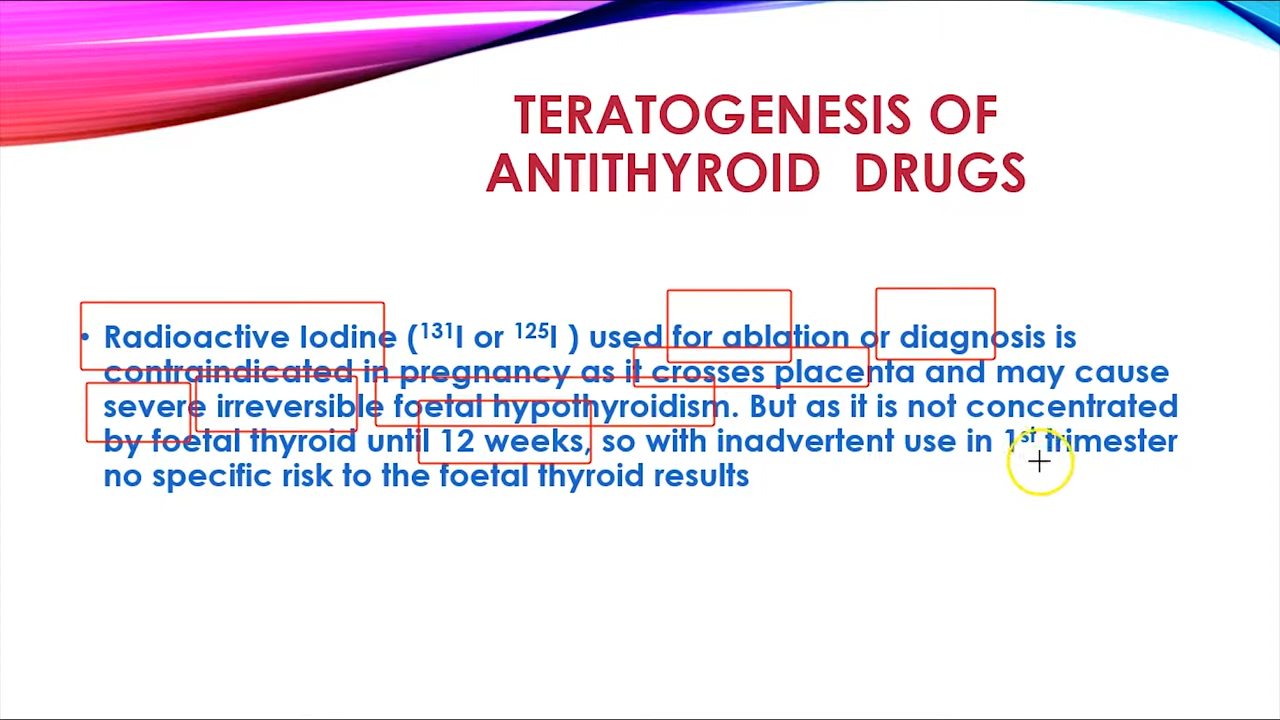 TERATOGENESIS OF
ANTITHYROID DRUGS
• Radioactive Iodine (¹³¹I or ¹²⁵I ) used for ablation or diagnosis is
contraindicated in pregnancy as it crosses placenta and may cause
severe irreversible foetal hypothyroidism. But as it is not concentrated
by foetal thyroid until 12 weeks, so with inadvertent use in 1st trimester
no specific risk to the foetal thyroid results